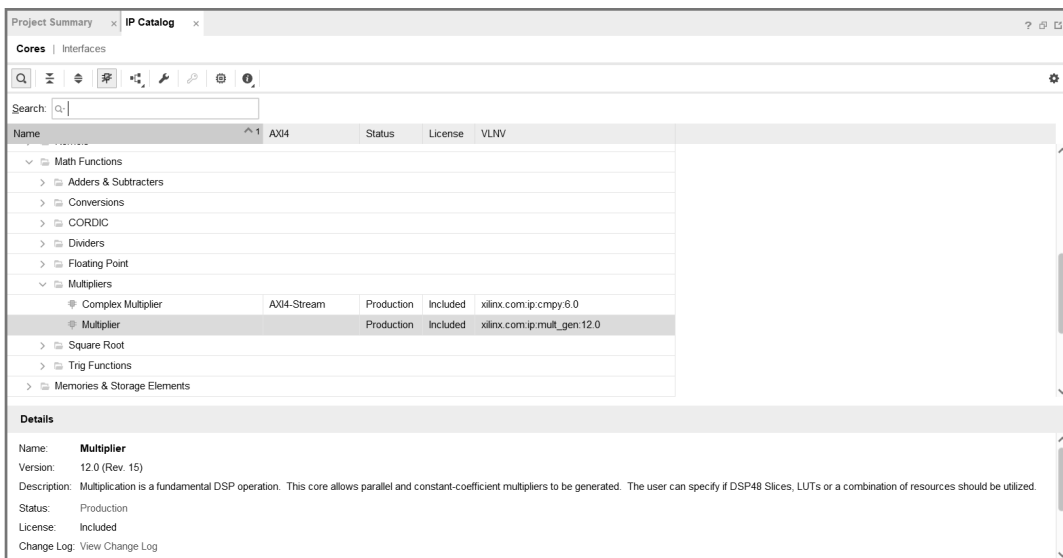 Project Summary × IP Catalog × ?
Cores | Interfaces
Search:
Name 1 AXI4 Status License VLNV
Math Functions
Adders & Subtracters
Conversions
CORDIC
Dividers
Floating Point
Multipliers
Complex Multiplier AXI4-Stream Production Included xilinx.com:ip:cmpy:6.0
Multiplier Production Included xilinx.com:ip:mult_gen:12.0
Square Root
Trig Functions
Memories & Storage Elements
Details
Name: Multiplier
Version: 12.0 (Rev. 15)
Description: Multiplication is a fundamental DSP operation. This core allows parallel and constant-coefficient multipliers to be generated. The user can specify if DSP48 Slices, LUTs or a combination of resources should be utilized.
Status: Production
License: Included
Change Log: View Change Log